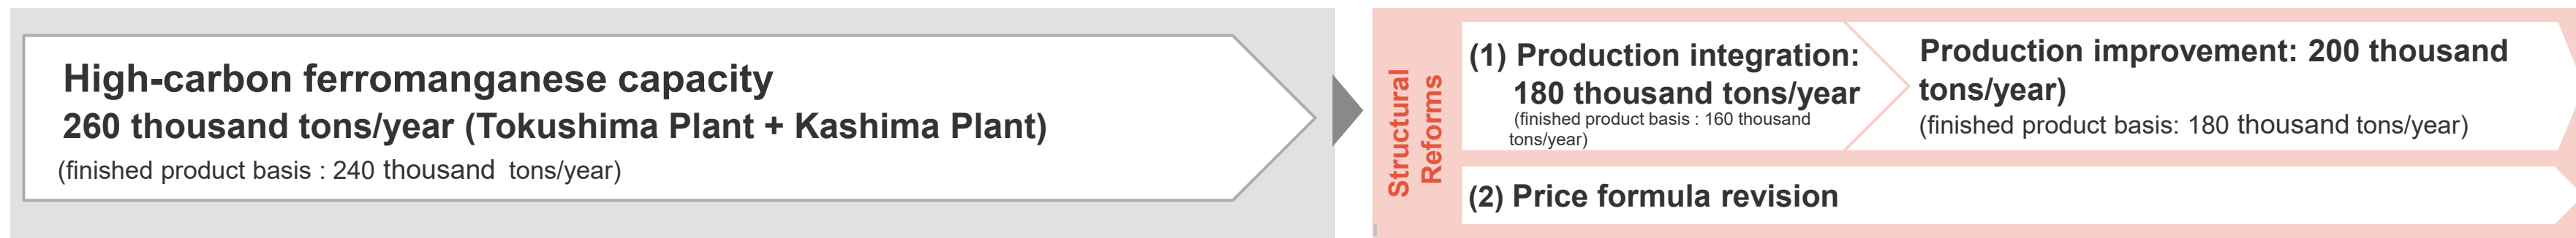 High-carbon ferromanganese capacity
260 thousand tons/year (Tokushima Plant + Kashima Plant)
(finished product basis : 240 thousand tons/year)
Structural
Reforms
(1) Production integration:
180 thousand tons/year
(finished product basis : 160 thousand
tons/year)
Production improvement: 200 thousand
tons/year)
(finished product basis: 180 thousand tons/year)
(2) Price formula revision